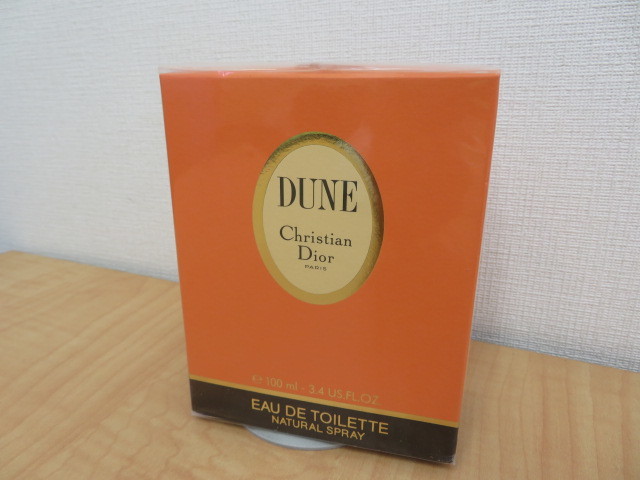 DUNE
Christian
Dior
PARIS
℮ 100 ml - 3.4 US.FL.OZ
EAU DE TOILETTE
NATURAL SPRAY